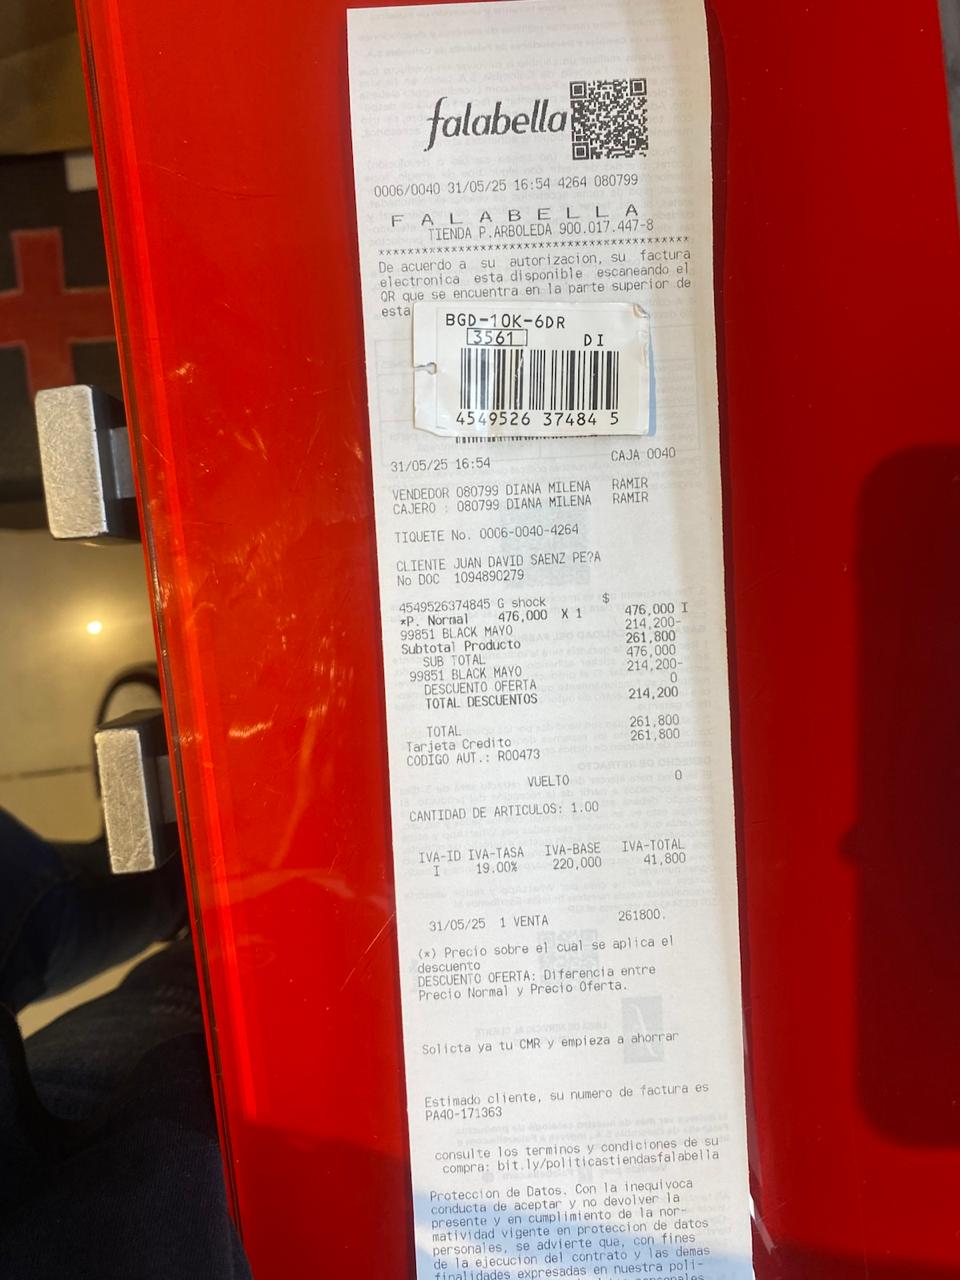 falabella
0006/0040 31/05/25 16:54 4264 080799
F A L A B E L L A
TIENDA P.ARBOLEDA 900.017.447-8
******************************************
De acuerdo a su autorizacion, su factura
electronica esta disponible escaneando el
QR que se encuentra en la parte superior de
esta
BGD-10K-6DR
3561 DI
4549526 37484 5
31/05/25 16:54 CAJA 0040
VENDEDOR 080799 DIANA MILENA RAMIR
CAJERO : 080799 DIANA MILENA RAMIR
TIQUETE No. 0006-0040-4264
CLIENTE JUAN DAVID SAENZ PE?A
No DOC 1094890279
4549526374845 G shock $
*P. Normal 476,000 X 1 476,000 I
99851 BLACK MAYO 214,200-
Subtotal Producto 261,800
SUB TOTAL 476,000
99851 BLACK MAYO 214,200-
DESCUENTO OFERTA 0
TOTAL DESCUENTOS 214,200
TOTAL 261,800
Tarjeta Credito 261,800
CODIGO AUT.: R00473
VUELTO 0
CANTIDAD DE ARTICULOS: 1.00
IVA-ID IVA-TASA IVA-BASE IVA-TOTAL
I 19.00% 220,000 41,800
31/05/25 1 VENTA 261800.
(*) Precio sobre el cual se aplica el
descuento
DESCUENTO OFERTA: Diferencia entre
Precio Normal y Precio Oferta.
Solicta ya tu CMR y empieza a ahorrar
Estimado cliente, su numero de factura es
PA40-171363
consulte los terminos y condiciones de su
compra: bit.ly/politicastiendasfalabella
Proteccion de Datos. Con la inequivoca
conducta de aceptar y no devolver la
presente y en cumplimiento de la nor-
matividad vigente en proteccion de datos
personales, se advierte que, con fines
de la ejecucion del contrato y las demas
finalidades expresadas en nuestra poli-